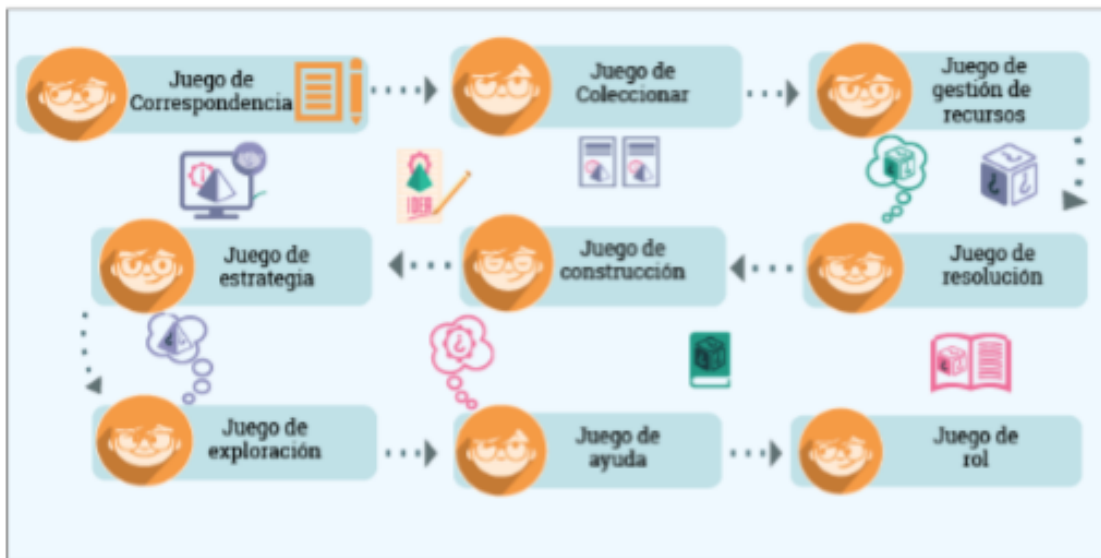 Juego de
Correspondencia
Juego de
Coleccionar
Juego de
gestión de
recursos
IDEA
Juego de
resolución
Juego de
construcción
Juego de
estrategia
Juego de
exploración
Juego de
ayuda
Juego de
rol